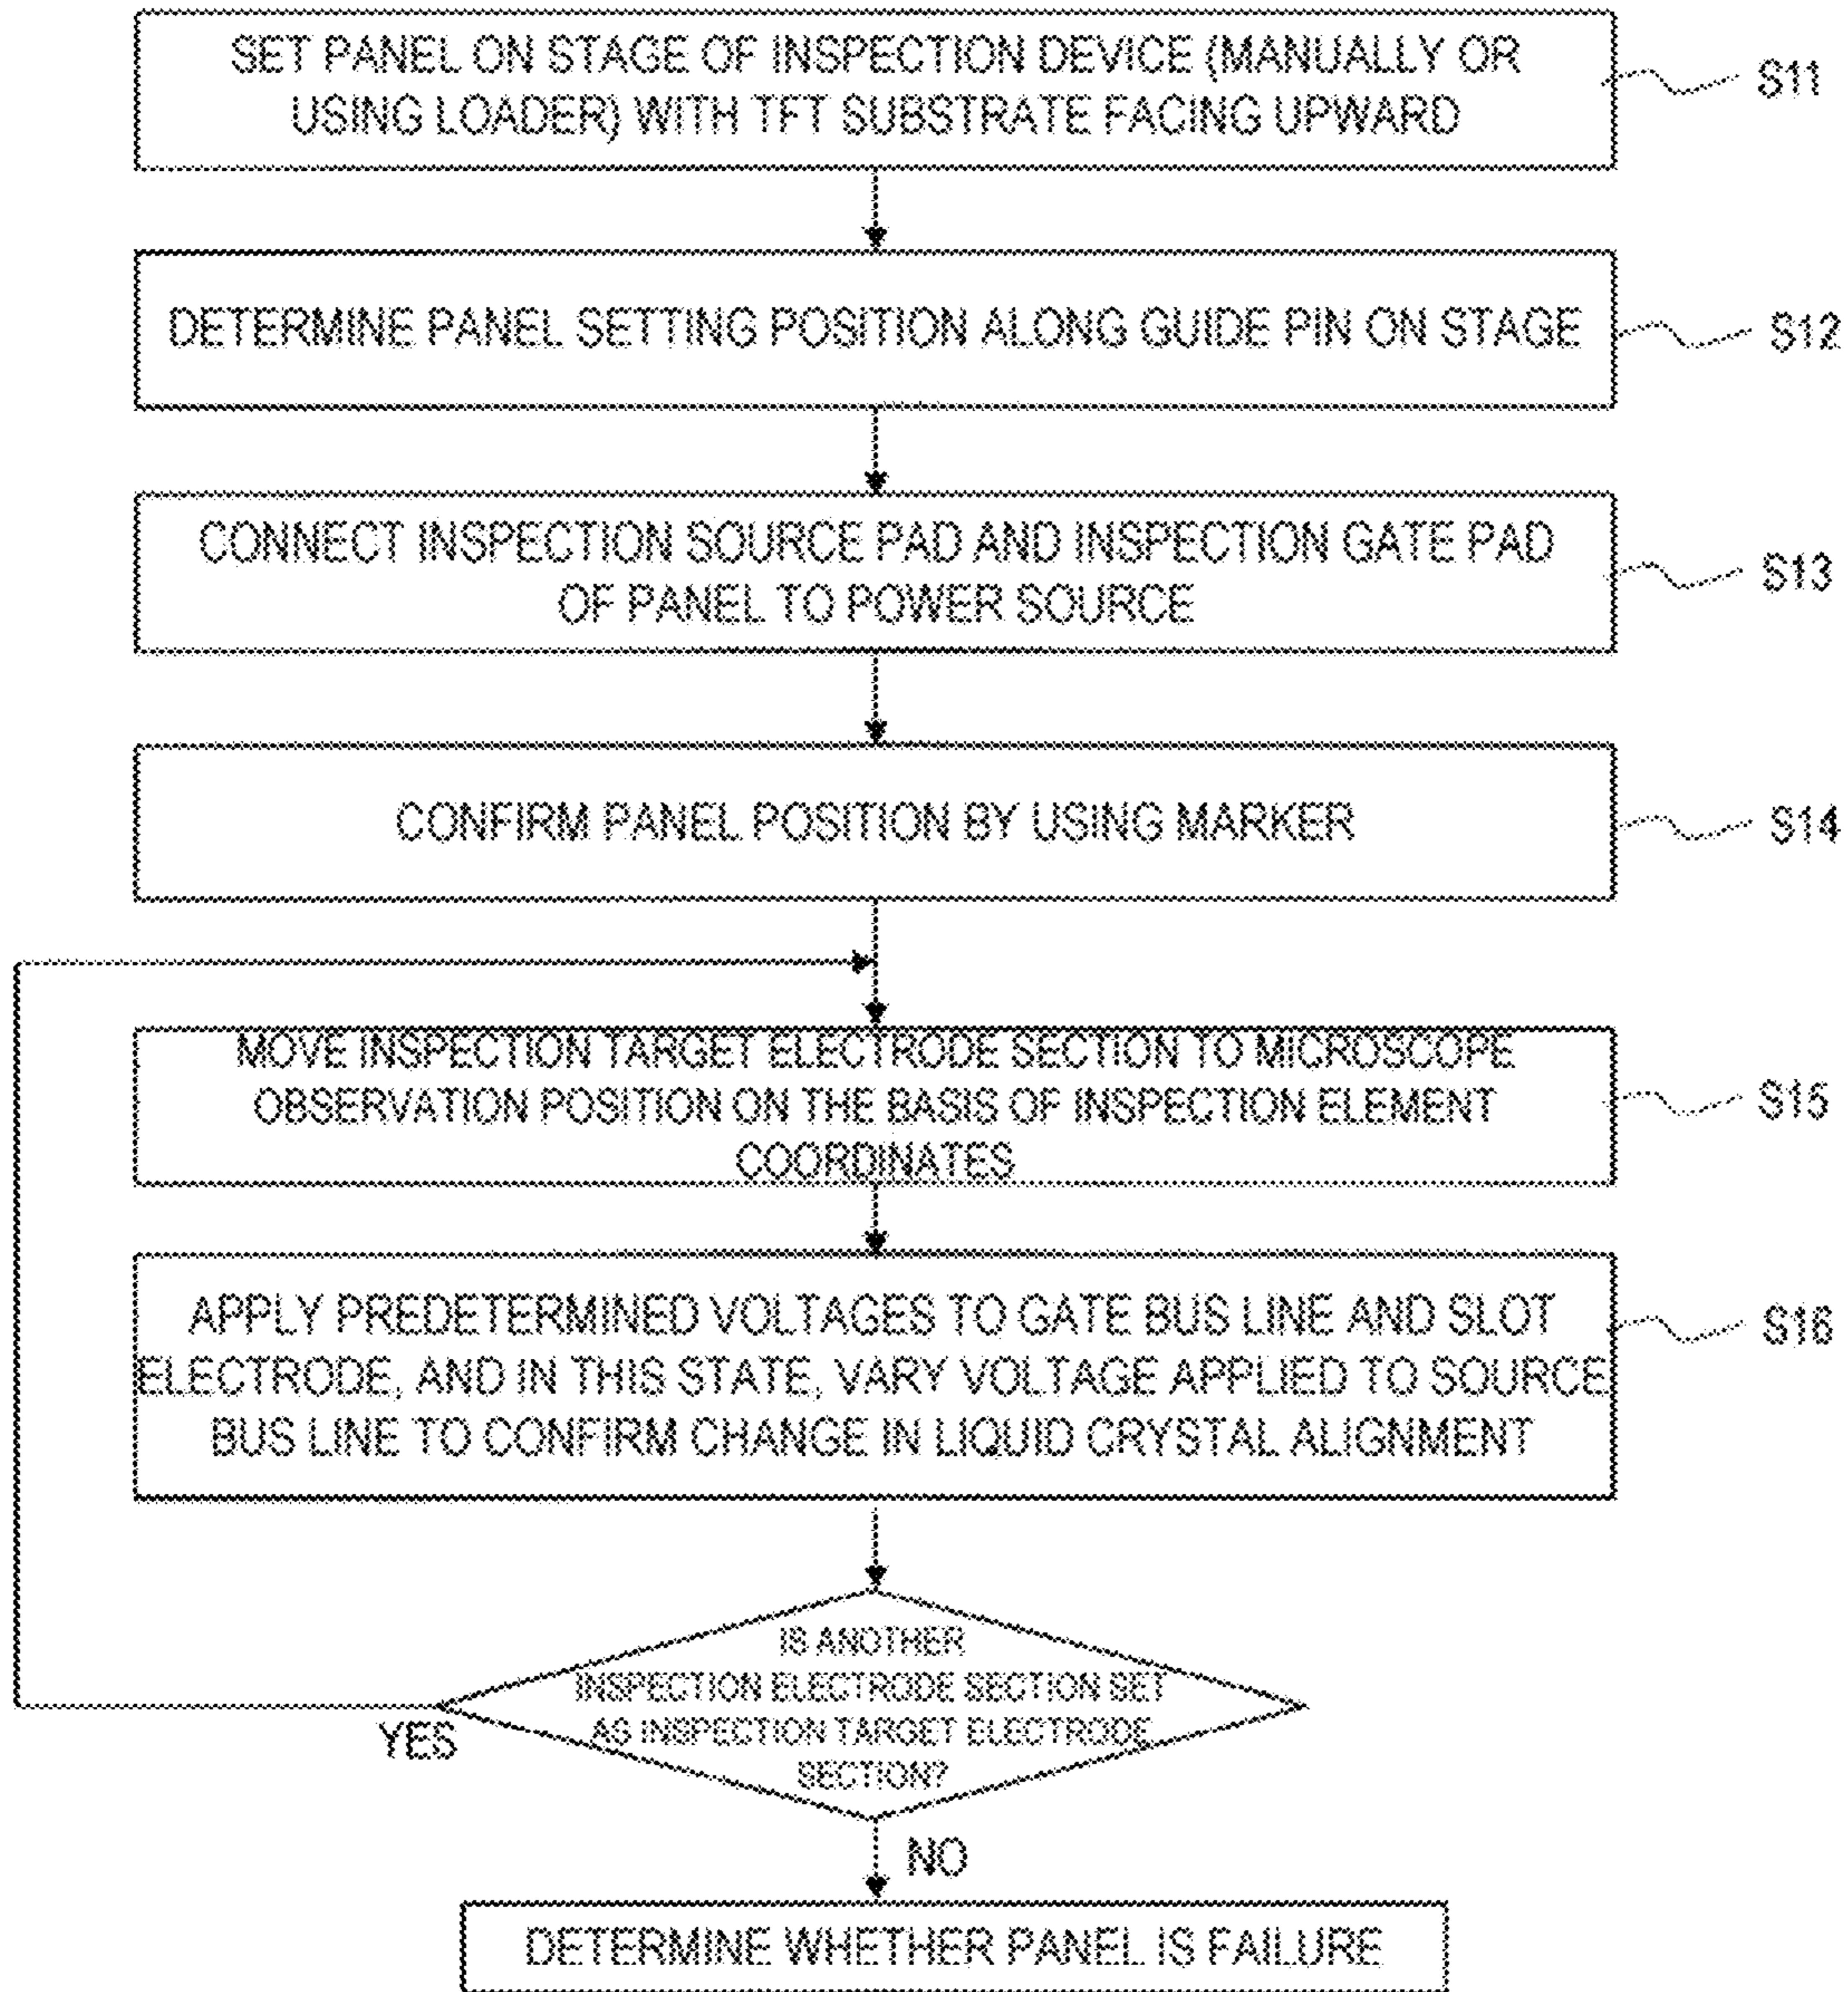 SET PANEL ON STAGE OF INSPECTION DEVICE (MANUALLY OR
USING LOADER) WITH TFT SUBSTRATE FACING UPWARD
S11
DETERMINE PANEL SETTING POSITION ALONG GUIDE PIN ON STAGE
S12
CONNECT INSPECTION SOURCE PAD AND INSPECTION GATE PAD
OF PANEL TO POWER SOURCE
S13
CONFIRM PANEL POSITION BY USING MARKER
S14
MOVE INSPECTION TARGET ELECTRODE SECTION TO MICROSCOPE
OBSERVATION POSITION ON THE BASIS OF INSPECTION ELEMENT
COORDINATES
S15
APPLY PREDETERMINED VOLTAGES TO GATE BUS LINE AND SLOT
ELECTRODE, AND IN THIS STATE, VARY VOLTAGE APPLIED TO SOURCE
BUS LINE TO CONFIRM CHANGE IN LIQUID CRYSTAL ALIGNMENT
S16
IS ANOTHER
INSPECTION ELECTRODE SECTION SET
AS INSPECTION TARGET ELECTRODE
SECTION?
YES
NO
DETERMINE WHETHER PANEL IS FAILURE